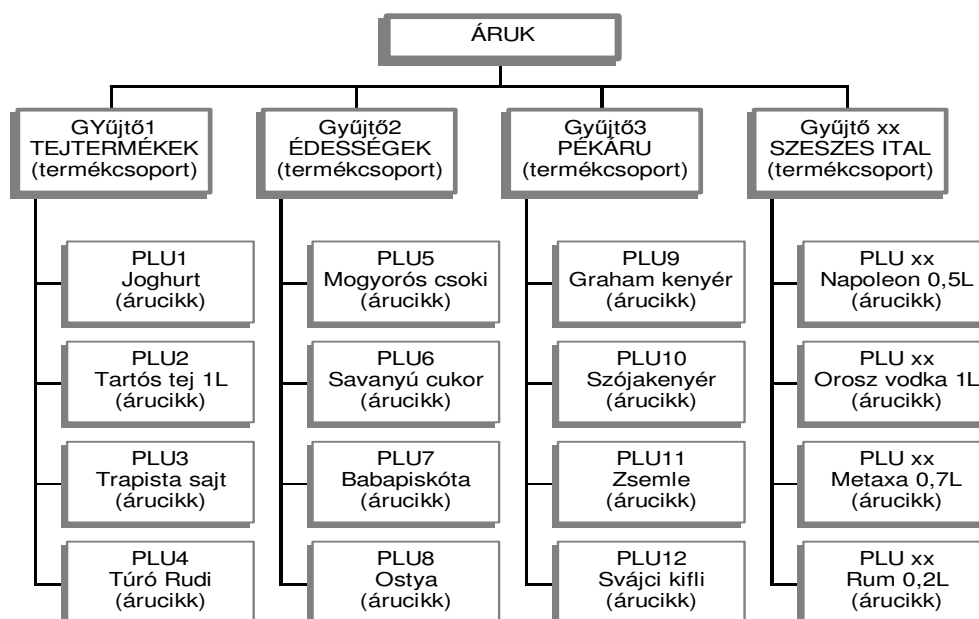 ÁRUK
GYűjtő1
TEJTERMÉKEK
(termékcsoport)
PLU1
Joghurt
(árucikk)
PLU2
Tartós tej 1L
(árucikk)
PLU3
Trapista sajt
(árucikk)
PLU4
Túró Rudi
(árucikk)
Gyűjtő2
ÉDESSÉGEK
(termékcsoport)
PLU5
Mogyorós csoki
(árucikk)
PLU6
Savanyú cukor
(árucikk)
PLU7
Babapiskóta
(árucikk)
PLU8
Ostya
(árucikk)
Gyűjtő3
PÉKÁRU
(termékcsoport)
PLU9
Graham kenyér
(árucikk)
PLU10
Szójakenyér
(árucikk)
PLU11
Zsemle
(árucikk)
PLU12
Svájci kifli
(árucikk)
Gyűjtő xx
SZESZES ITAL
(termékcsoport)
PLU xx
Napoleon 0,5L
(árucikk)
PLU xx
Orosz vodka 1L
(árucikk)
PLU xx
Metaxa 0,7L
(árucikk)
PLU xx
Rum 0,2L
(árucikk)